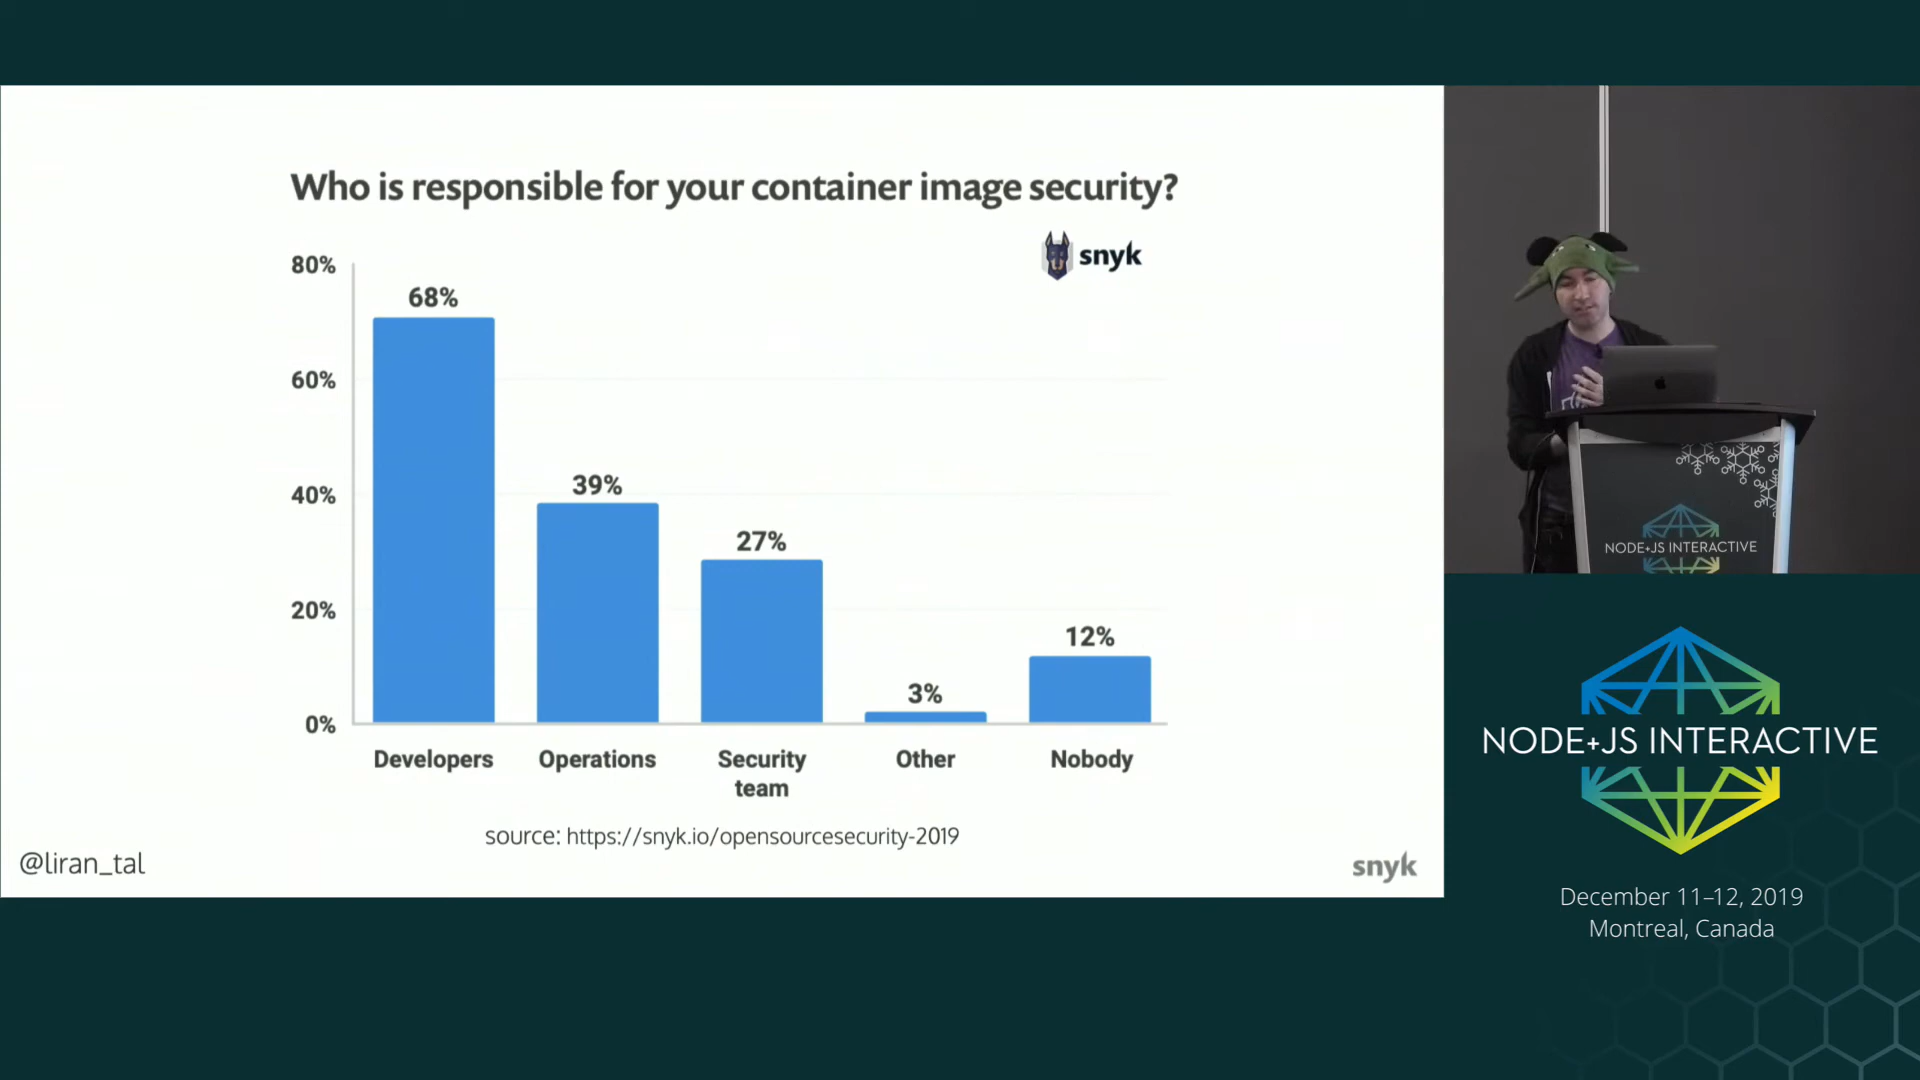 Who is responsible for your container image security?
snyk
80%
60%
40%
20%
0%
68%
39%
27%
3%
12%
Developers
Operations
Security
team
Other
Nobody
source: https://snyk.io/opensourcesecurity-2019
@liran_tal
snyk
NODE+JS INTERACTIVE
NODE+JS INTERACTIVE
December 11–12, 2019
Montreal, Canada